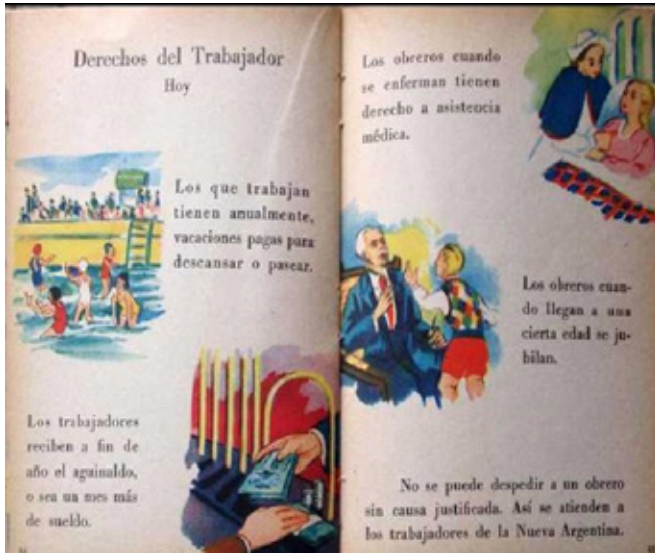 Derechos del Trabajador
Hoy
Los que trabajan
tienen anualmente,
vacaciones pagas para
descansar o pasear.
Los trabajadores
reciben a fin de
año el aguinaldo,
o sea un mes más
de sueldo.
Los obreros cuando
se enferman tienen
derecho a asistencia
médica.
Los obreros cuan-
do llegan a una
cierta edad se ju-
bilan.
No se puede despedir a un obrero
sin causa justificada. Así se atienden a
los trabajadores de la Nueva Argentina.